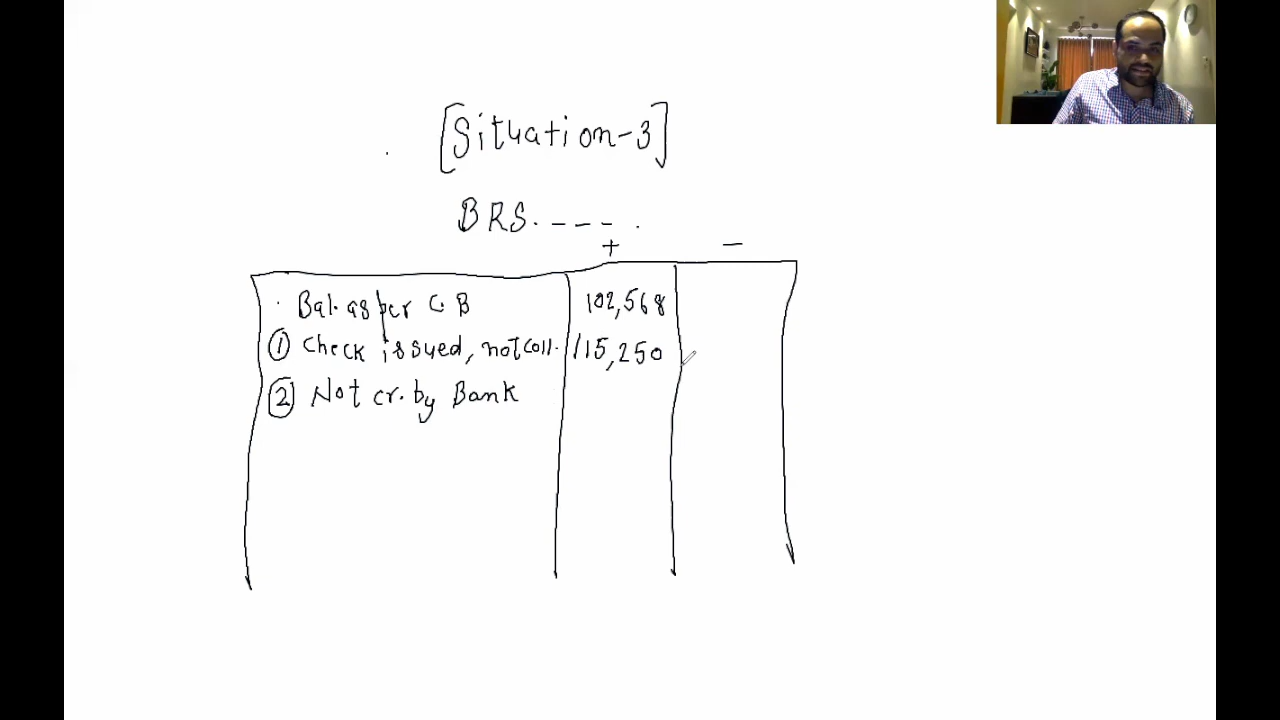 [Situation-3]
BRS. --- .
+ -
Bal. as per C.B 102,568
① Check issued, not coll. 115,250
② Not cr. by Bank